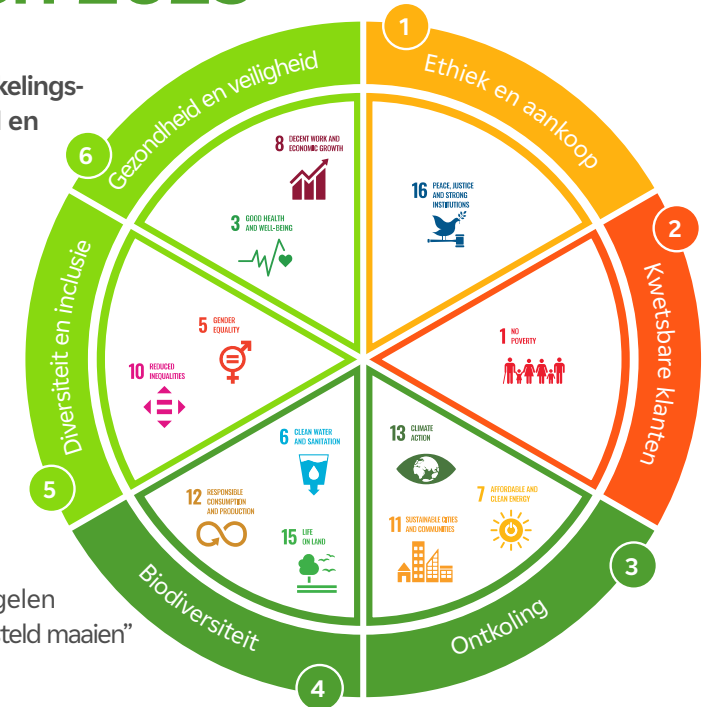 2025
kelings-
en
1
Ethiek en aankoop
16 PEACE, JUSTICE
AND STRONG
INSTITUTIONS
2
Kwetsbare klanten
1 NO
POVERTY
3
Ontkoling
13 CLIMATE
ACTION
7 AFFORDABLE AND
CLEAN ENERGY
11 SUSTAINABLE CITIES
AND COMMUNITIES
4
Biodiversiteit
6 CLEAN WATER
AND SANITATION
12 RESPONSIBLE
CONSUMPTION
AND PRODUCTION
15 LIFE
ON LAND
5
Diversiteit en inclusie
5 GENDER
EQUALITY
10 REDUCED
INEQUALITIES
6
Gezondheid en veiligheid
8 DECENT WORK AND
ECONOMIC GROWTH
3 GOOD HEALTH
AND WELL-BEING
gelen
steld maaien”